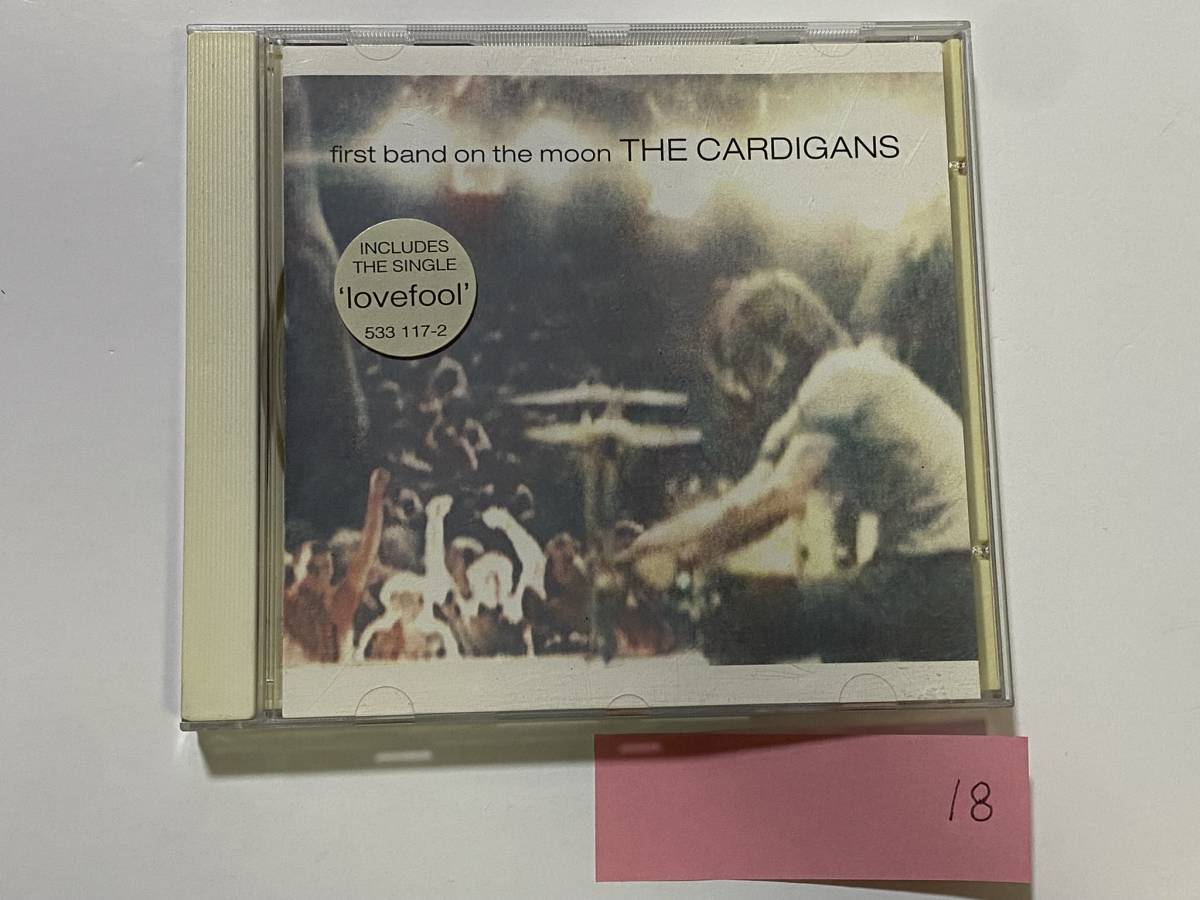 first band on the moon THE CARDIGANS
INCLUDES
THE SINGLE
'lovefool'
533 117-2
18